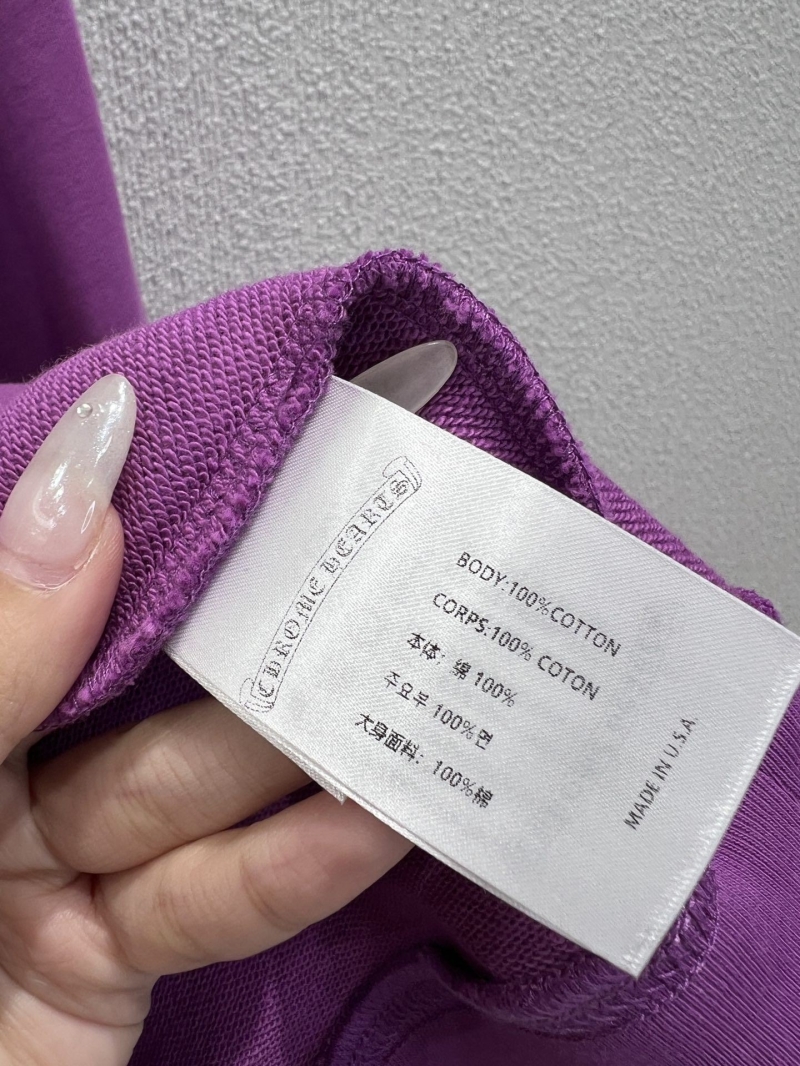 CHROME HEARTS
BODY:100%COTTON
CORPS:100% COTON
本体：綿 100%
주요부 100%면
大身面料：100%綿
MADE IN U.S.A